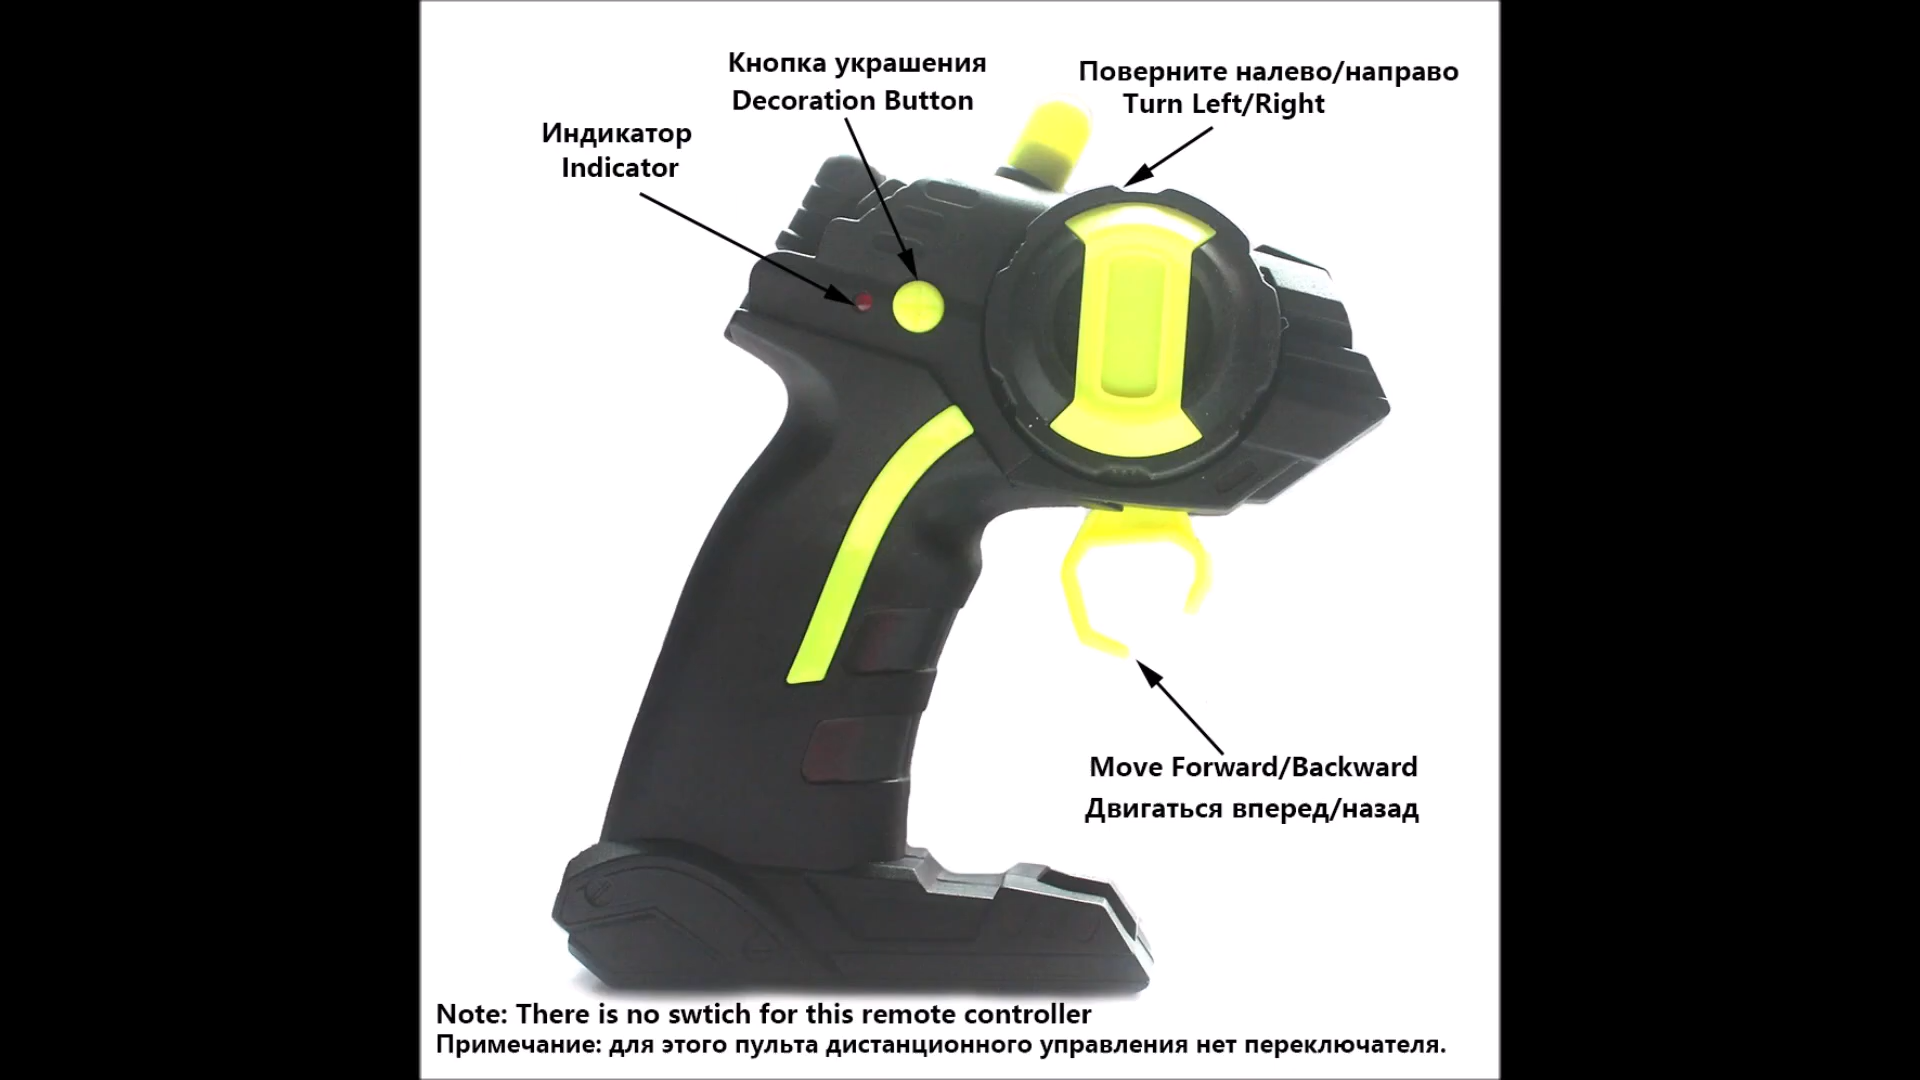 Кнопка украшения
Decoration Button
Поверните налево/направо
Turn Left/Right
Индикатор
Indicator
Move Forward/Backward
Двигаться вперед/назад
Note: There is no swtich for this remote controller
Примечание: для этого пульта дистанционного управления нет переключателя.